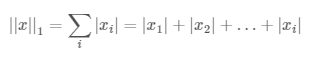 ||x||₁ = ∑ᵢ |xᵢ| = |x₁| + |x₂| + … + |xᵢ|